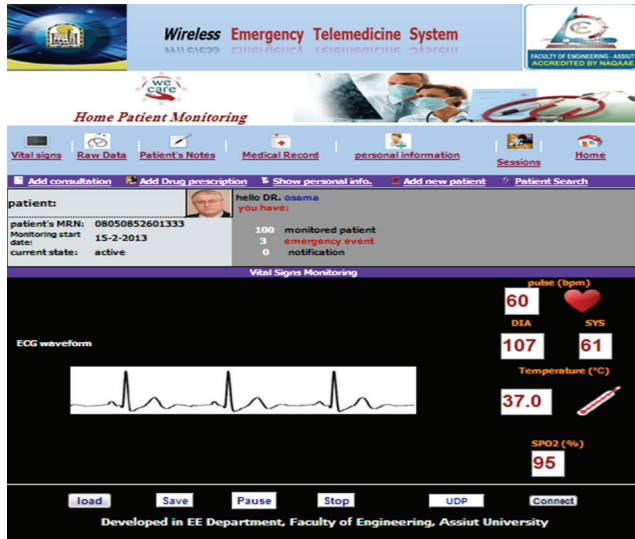 Wireless Emergency Telemedicine System
FACULTY OF ENGINEERING - ASSIUT
ACCREDITED BY NAQAAE
we care
Home Patient Monitoring
Vital signs Raw Data Patient's Notes Medical Record personal information Sessions Home
Add consultation Add Drug prescription Show personal info. Add new patient Patient Search
patient:
patient's MRN: 08050852601333
Monitoring start date: 15-2-2013
current state: active
hello DR. osama
you have:
100 monitored patient
3 emergency event
0 notification
Vital Signs Monitoring
pulse (bpm)
60
DIA SYS
107 61
ECG waveform
Temperature (°C)
37.0
SPO2 (%)
95
load Save Pause Stop UDP Connect
Developed in EE Department, Faculty of Engineering, Assiut University